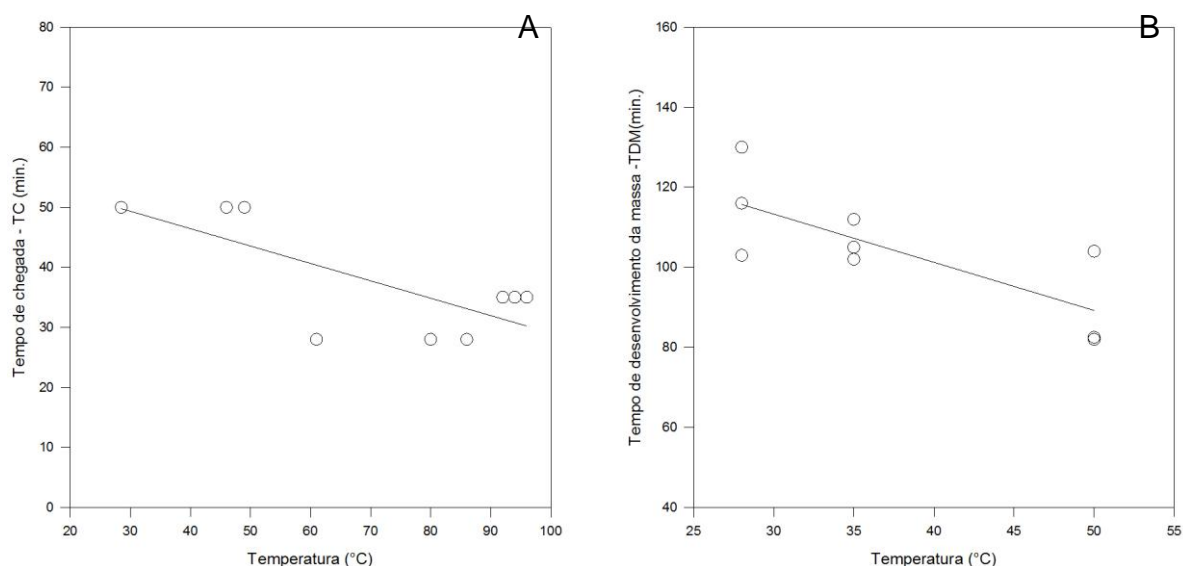 A
Tempo de chegada - TC (min.)
80
70
60
50
40
30
20
10
0
20 30 40 50 60 70 80 90 100
Temperatura (°C)
B
Tempo de desenvolvimento da massa -TDM(min.)
160
140
120
100
80
60
40
25 30 35 40 45 50 55
Temperatura (°C)